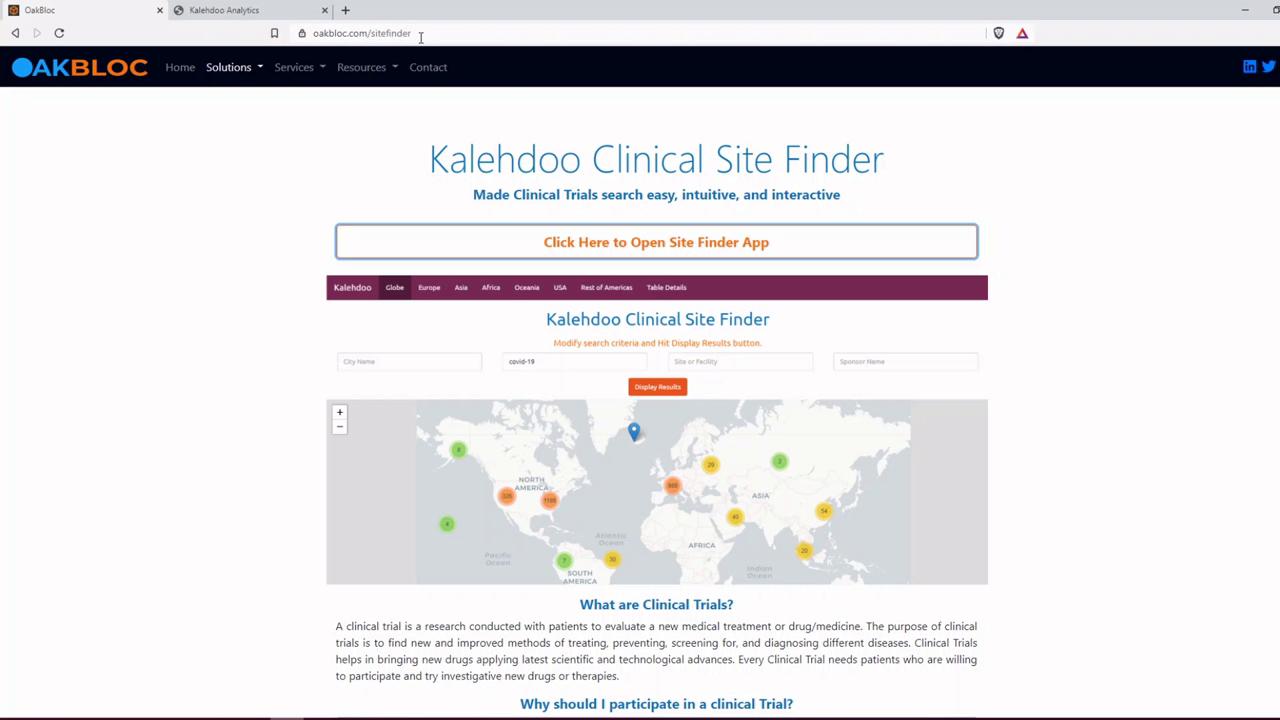 OakBloc
Kalehdoo Analytics
oakbloc.com/sitefinder
OAKBLOC
Home
Solutions
Services
Resources
Contact
Kalehdoo Clinical Site Finder
Made Clinical Trials search easy, intuitive, and interactive
Click Here to Open Site Finder App
Kalehdoo
Globe
Europe
Asia
Africa
Oceania
USA
Rest of Americas
Table Details
Kalehdoo Clinical Site Finder
Modify search criteria and Hit Display Results button.
City Name
covid-19
Site or Facility
Sponsor Name
Display Results
+
−
NORTH
AMERICA
ASIA
AFRICA
Atlantic
Ocean
Pacific
Ocean
Indian
Ocean
SOUTH
AMERICA
29
40
54
20
30
7
What are Clinical Trials?
A clinical trial is a research conducted with patients to evaluate a new medical treatment or drug/medicine. The purpose of clinical
trials is to find new and improved methods of treating, preventing, screening for, and diagnosing different diseases. Clinical Trials
helps in bringing new drugs applying latest scientific and technological advances. Every Clinical Trial needs patients who are willing
to participate and try investigative new drugs or therapies.
Why should I participate in a clinical Trial?